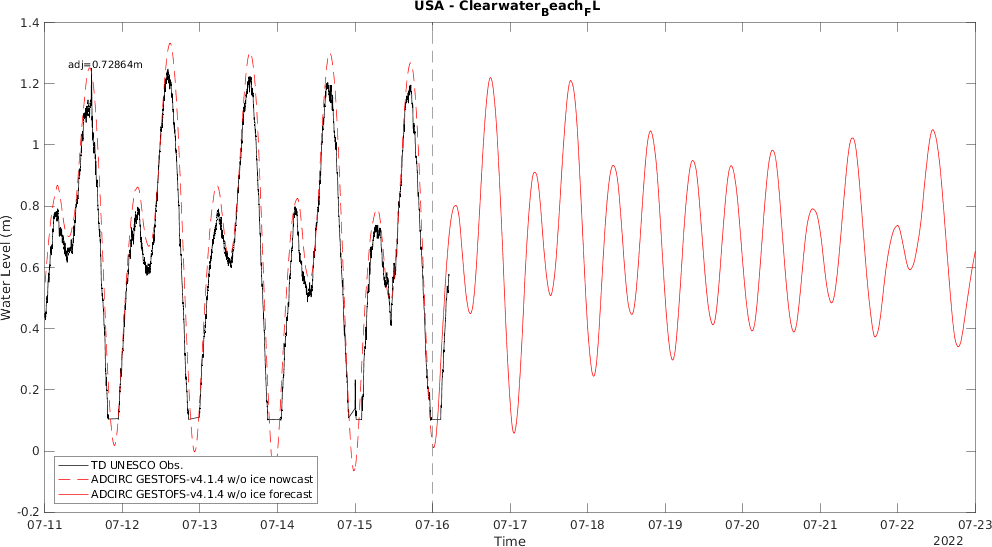 USA - ClearwaterBeachFL
1.4
1.2
1
0.8
0.6
0.4
0.2
0
-0.2
Water Level (m)
adj=0.72864m
TD UNESCO Obs.
ADCIRC GESTOFS-v4.1.4 w/o ice nowcast
ADCIRC GESTOFS-v4.1.4 w/o ice forecast
07-11 07-12 07-13 07-14 07-15 07-16 07-17 07-18 07-19 07-20 07-21 07-22 07-23
Time
2022